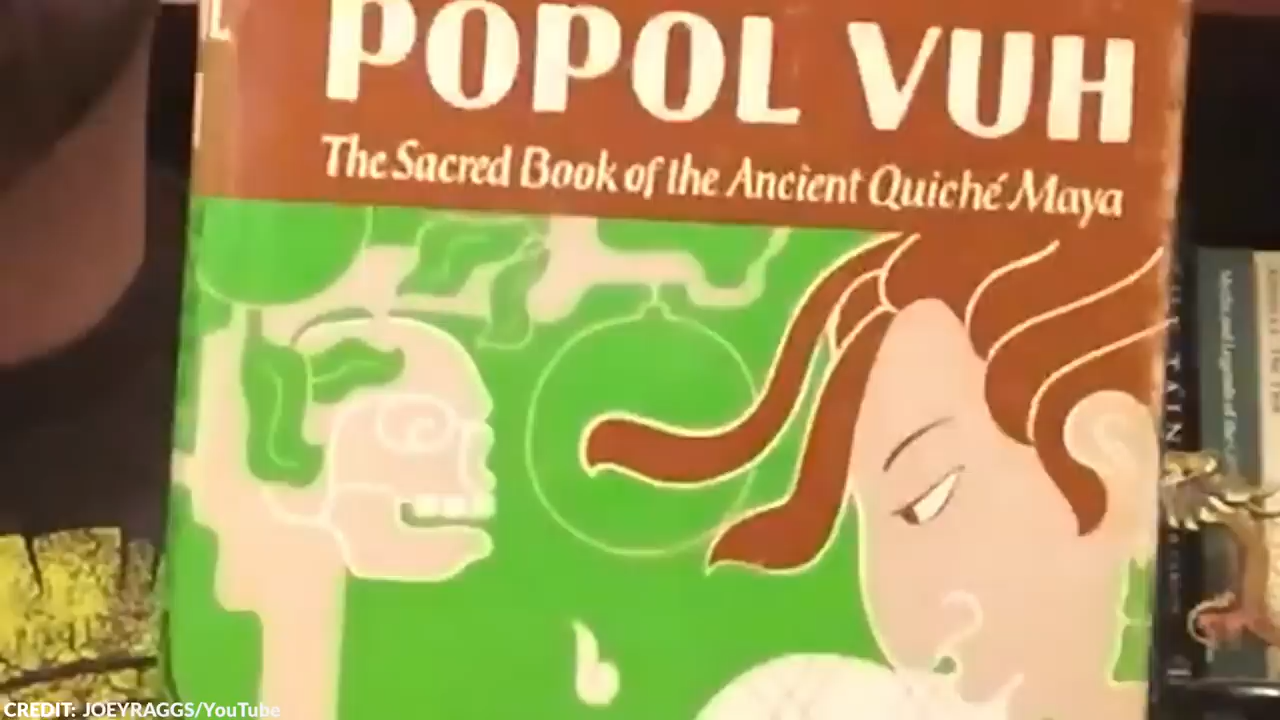 POPOL VUH
The Sacred Book of the Ancient Quiché Maya
CREDIT: JOEYRAGGS/YouTube